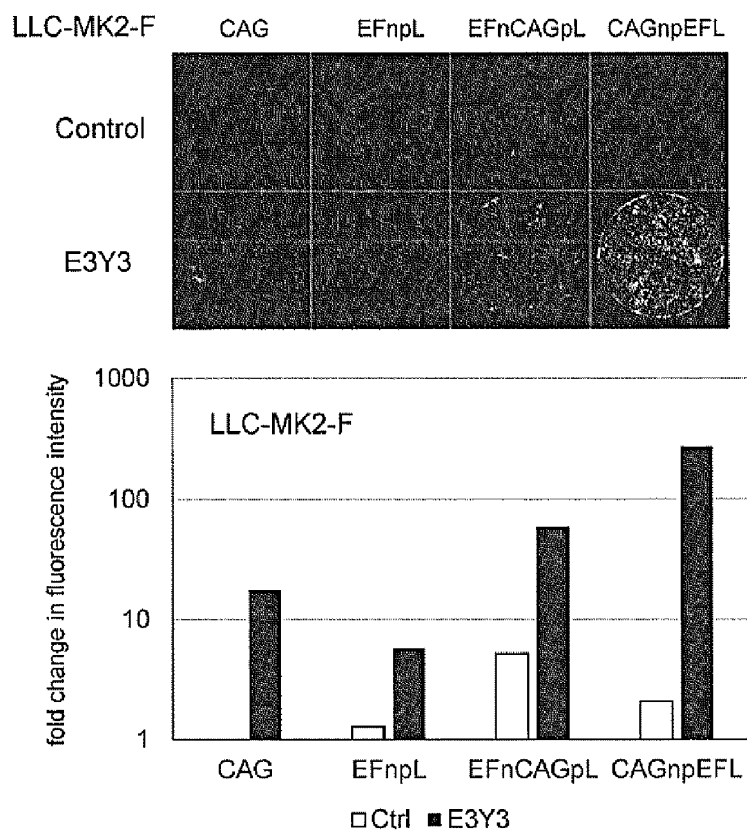 LLC-MK2-F CAG EFnpL EFnCAGpL CAGnpEFL
Control
E3Y3
1000
100
10
1
fold change in fluorescence intensity
LLC-MK2-F
CAG EFnpL EFnCAGpL CAGnpEFL
Ctrl E3Y3